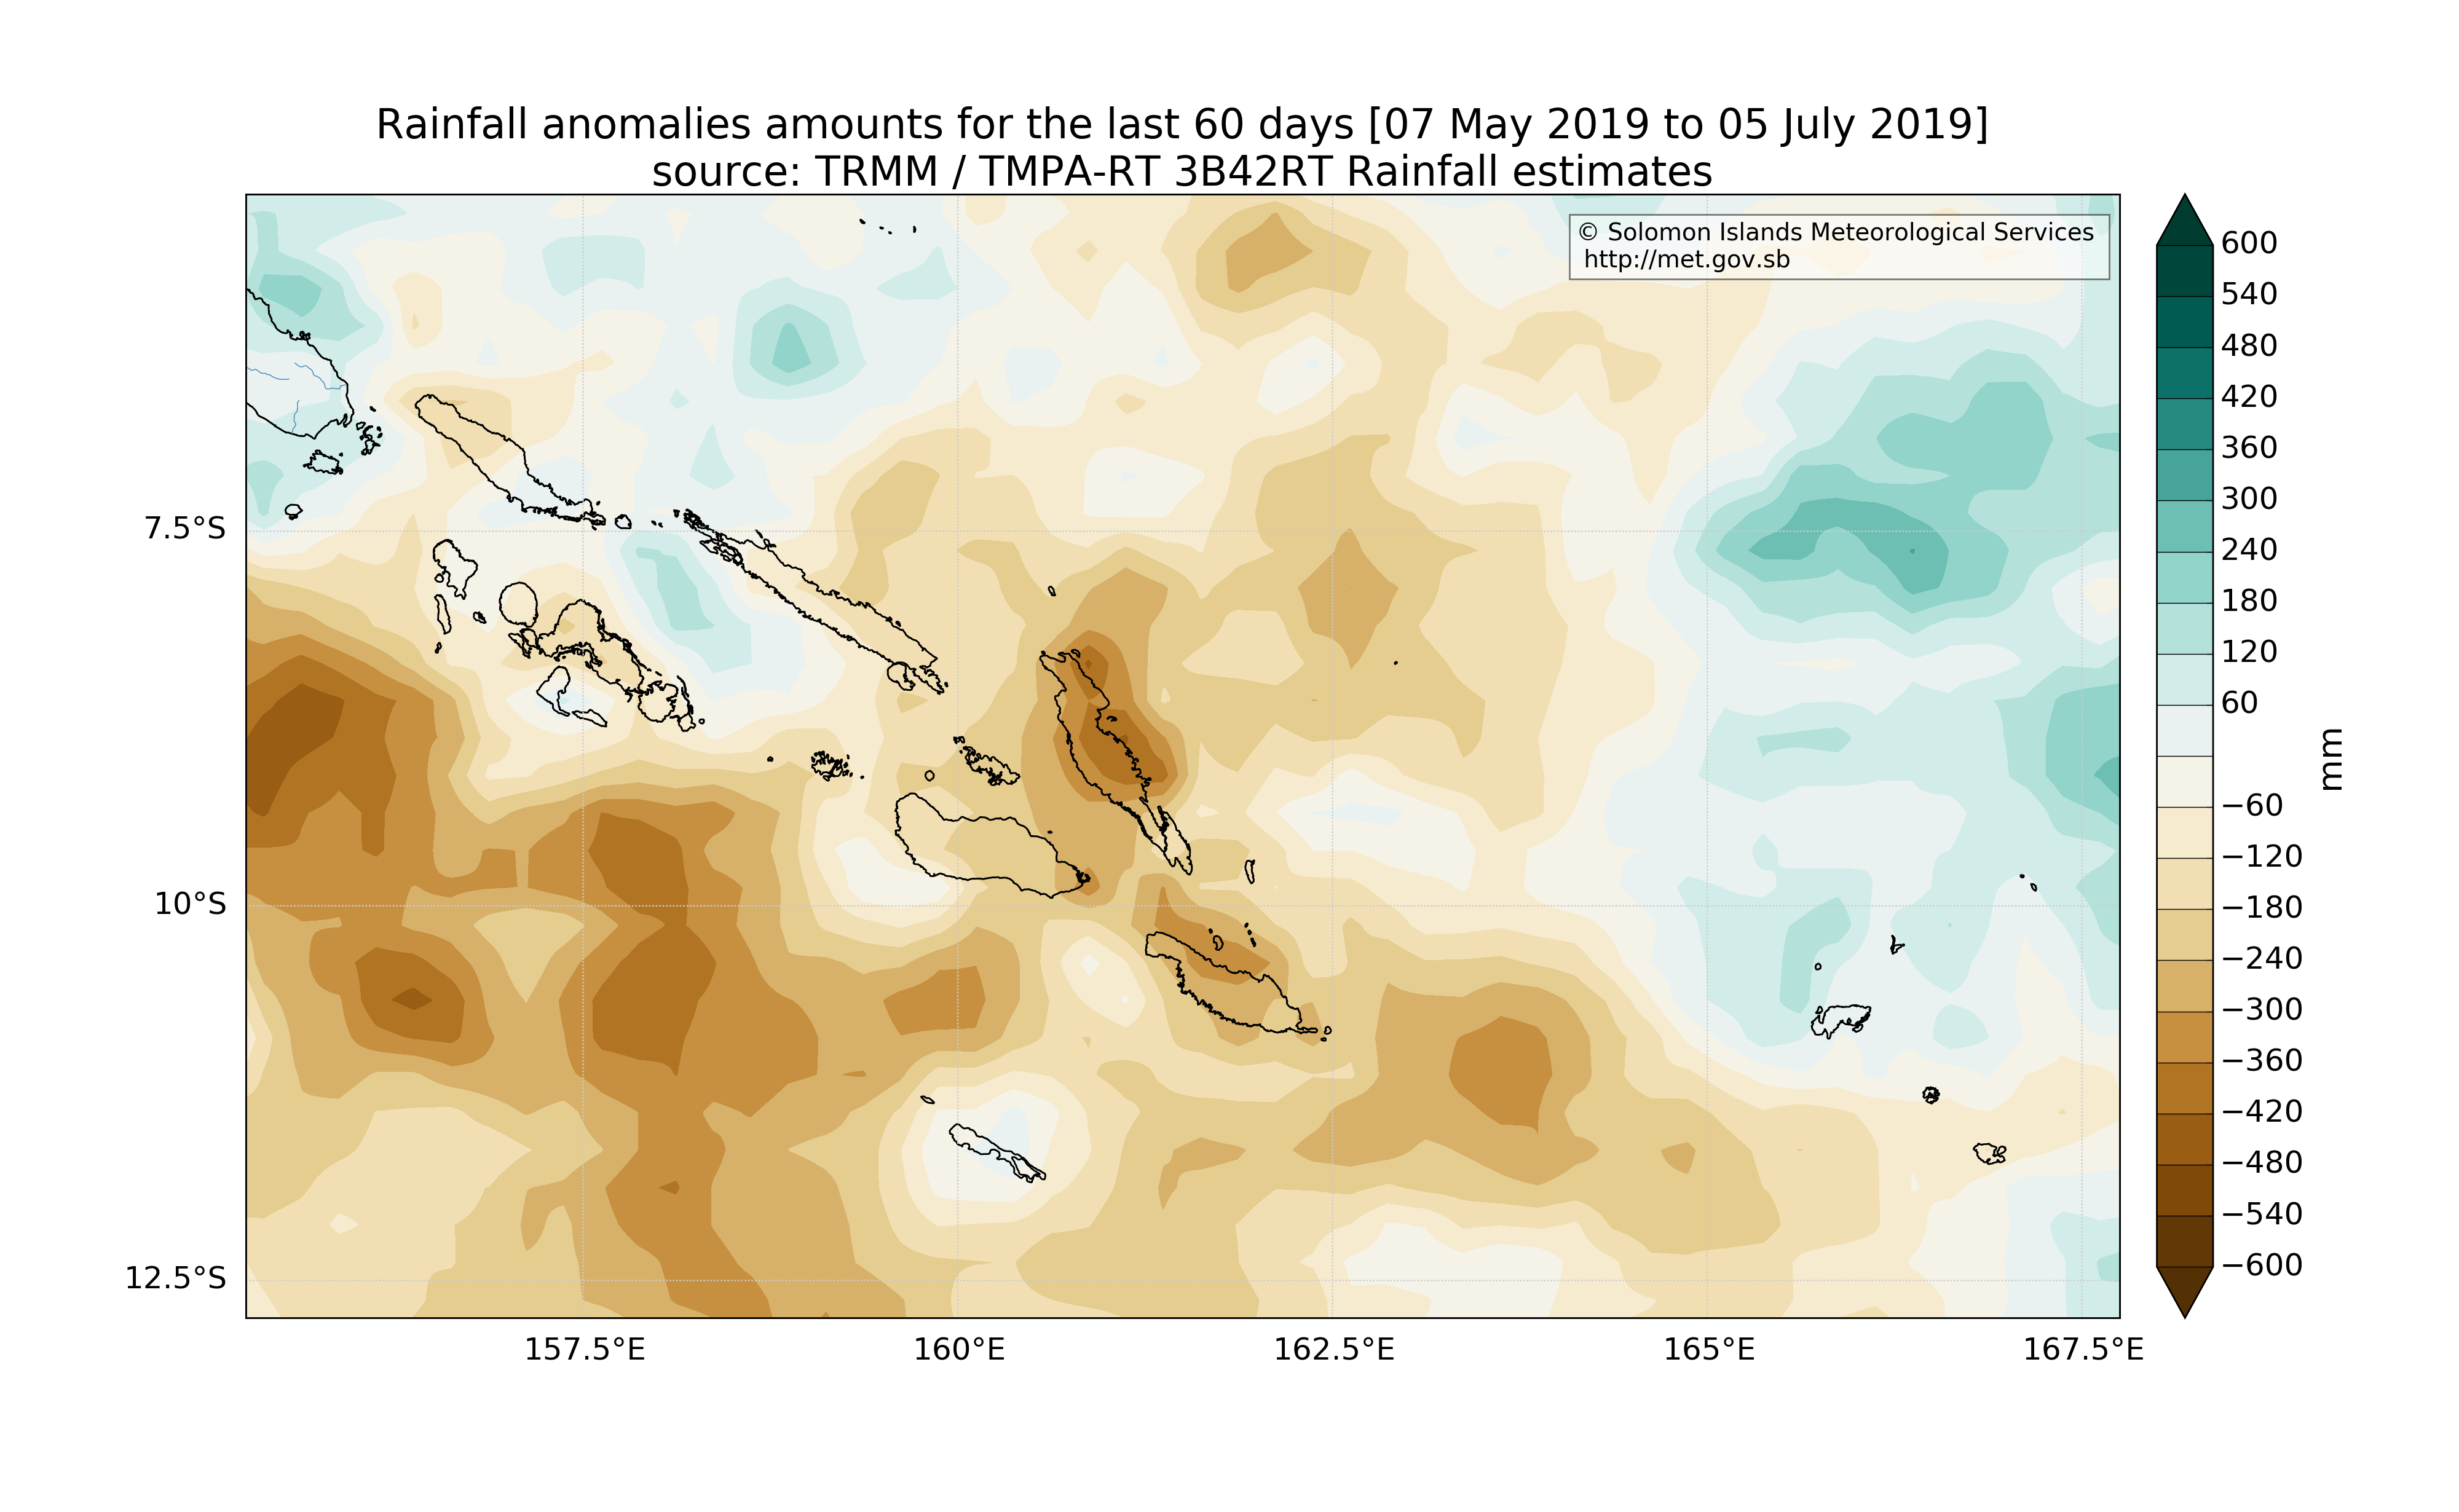 Rainfall anomalies amounts for the last 60 days [07 May 2019 to 05 July 2019]
source: TRMM / TMPA-RT 3B42RT Rainfall estimates
© Solomon Islands Meteorological Services
http://met.gov.sb
7.5°S
10°S
12.5°S
157.5°E
160°E
162.5°E
165°E
167.5°E
600
540
480
420
360
300
240
180
120
60
−60
−120
−180
−240
−300
−360
−420
−480
−540
−600
mm